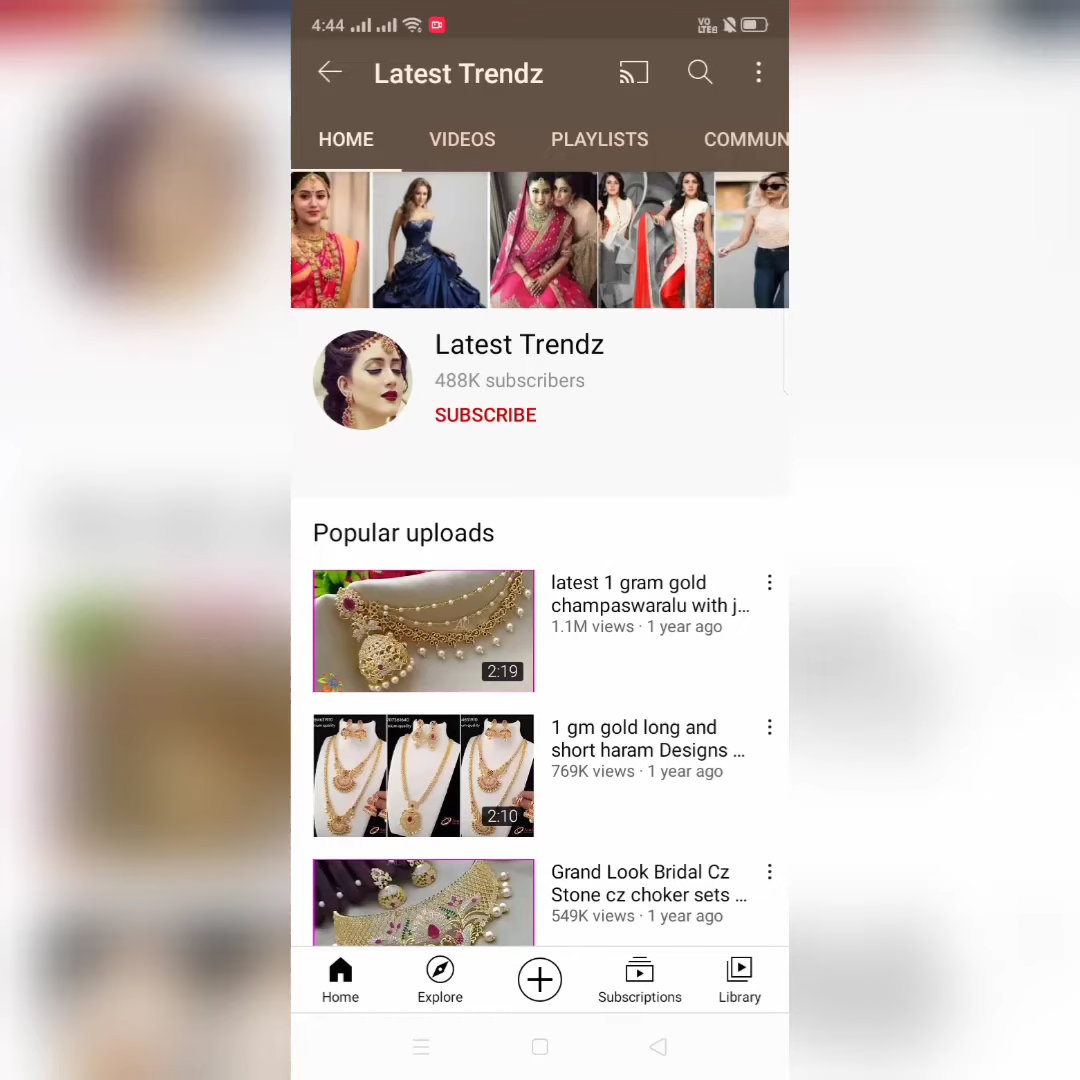 4:44
VO
LTE
Latest Trendz
HOME VIDEOS PLAYLISTS COMMUN
Latest Trendz
488K subscribers
SUBSCRIBE
Popular uploads
latest 1 gram gold
champaswaralu with j...
1.1M views · 1 year ago
2:19
1 gm gold long and
short haram Designs ...
769K views · 1 year ago
2:10
Grand Look Bridal Cz
Stone cz choker sets ...
549K views · 1 year ago
Home Explore Subscriptions Library